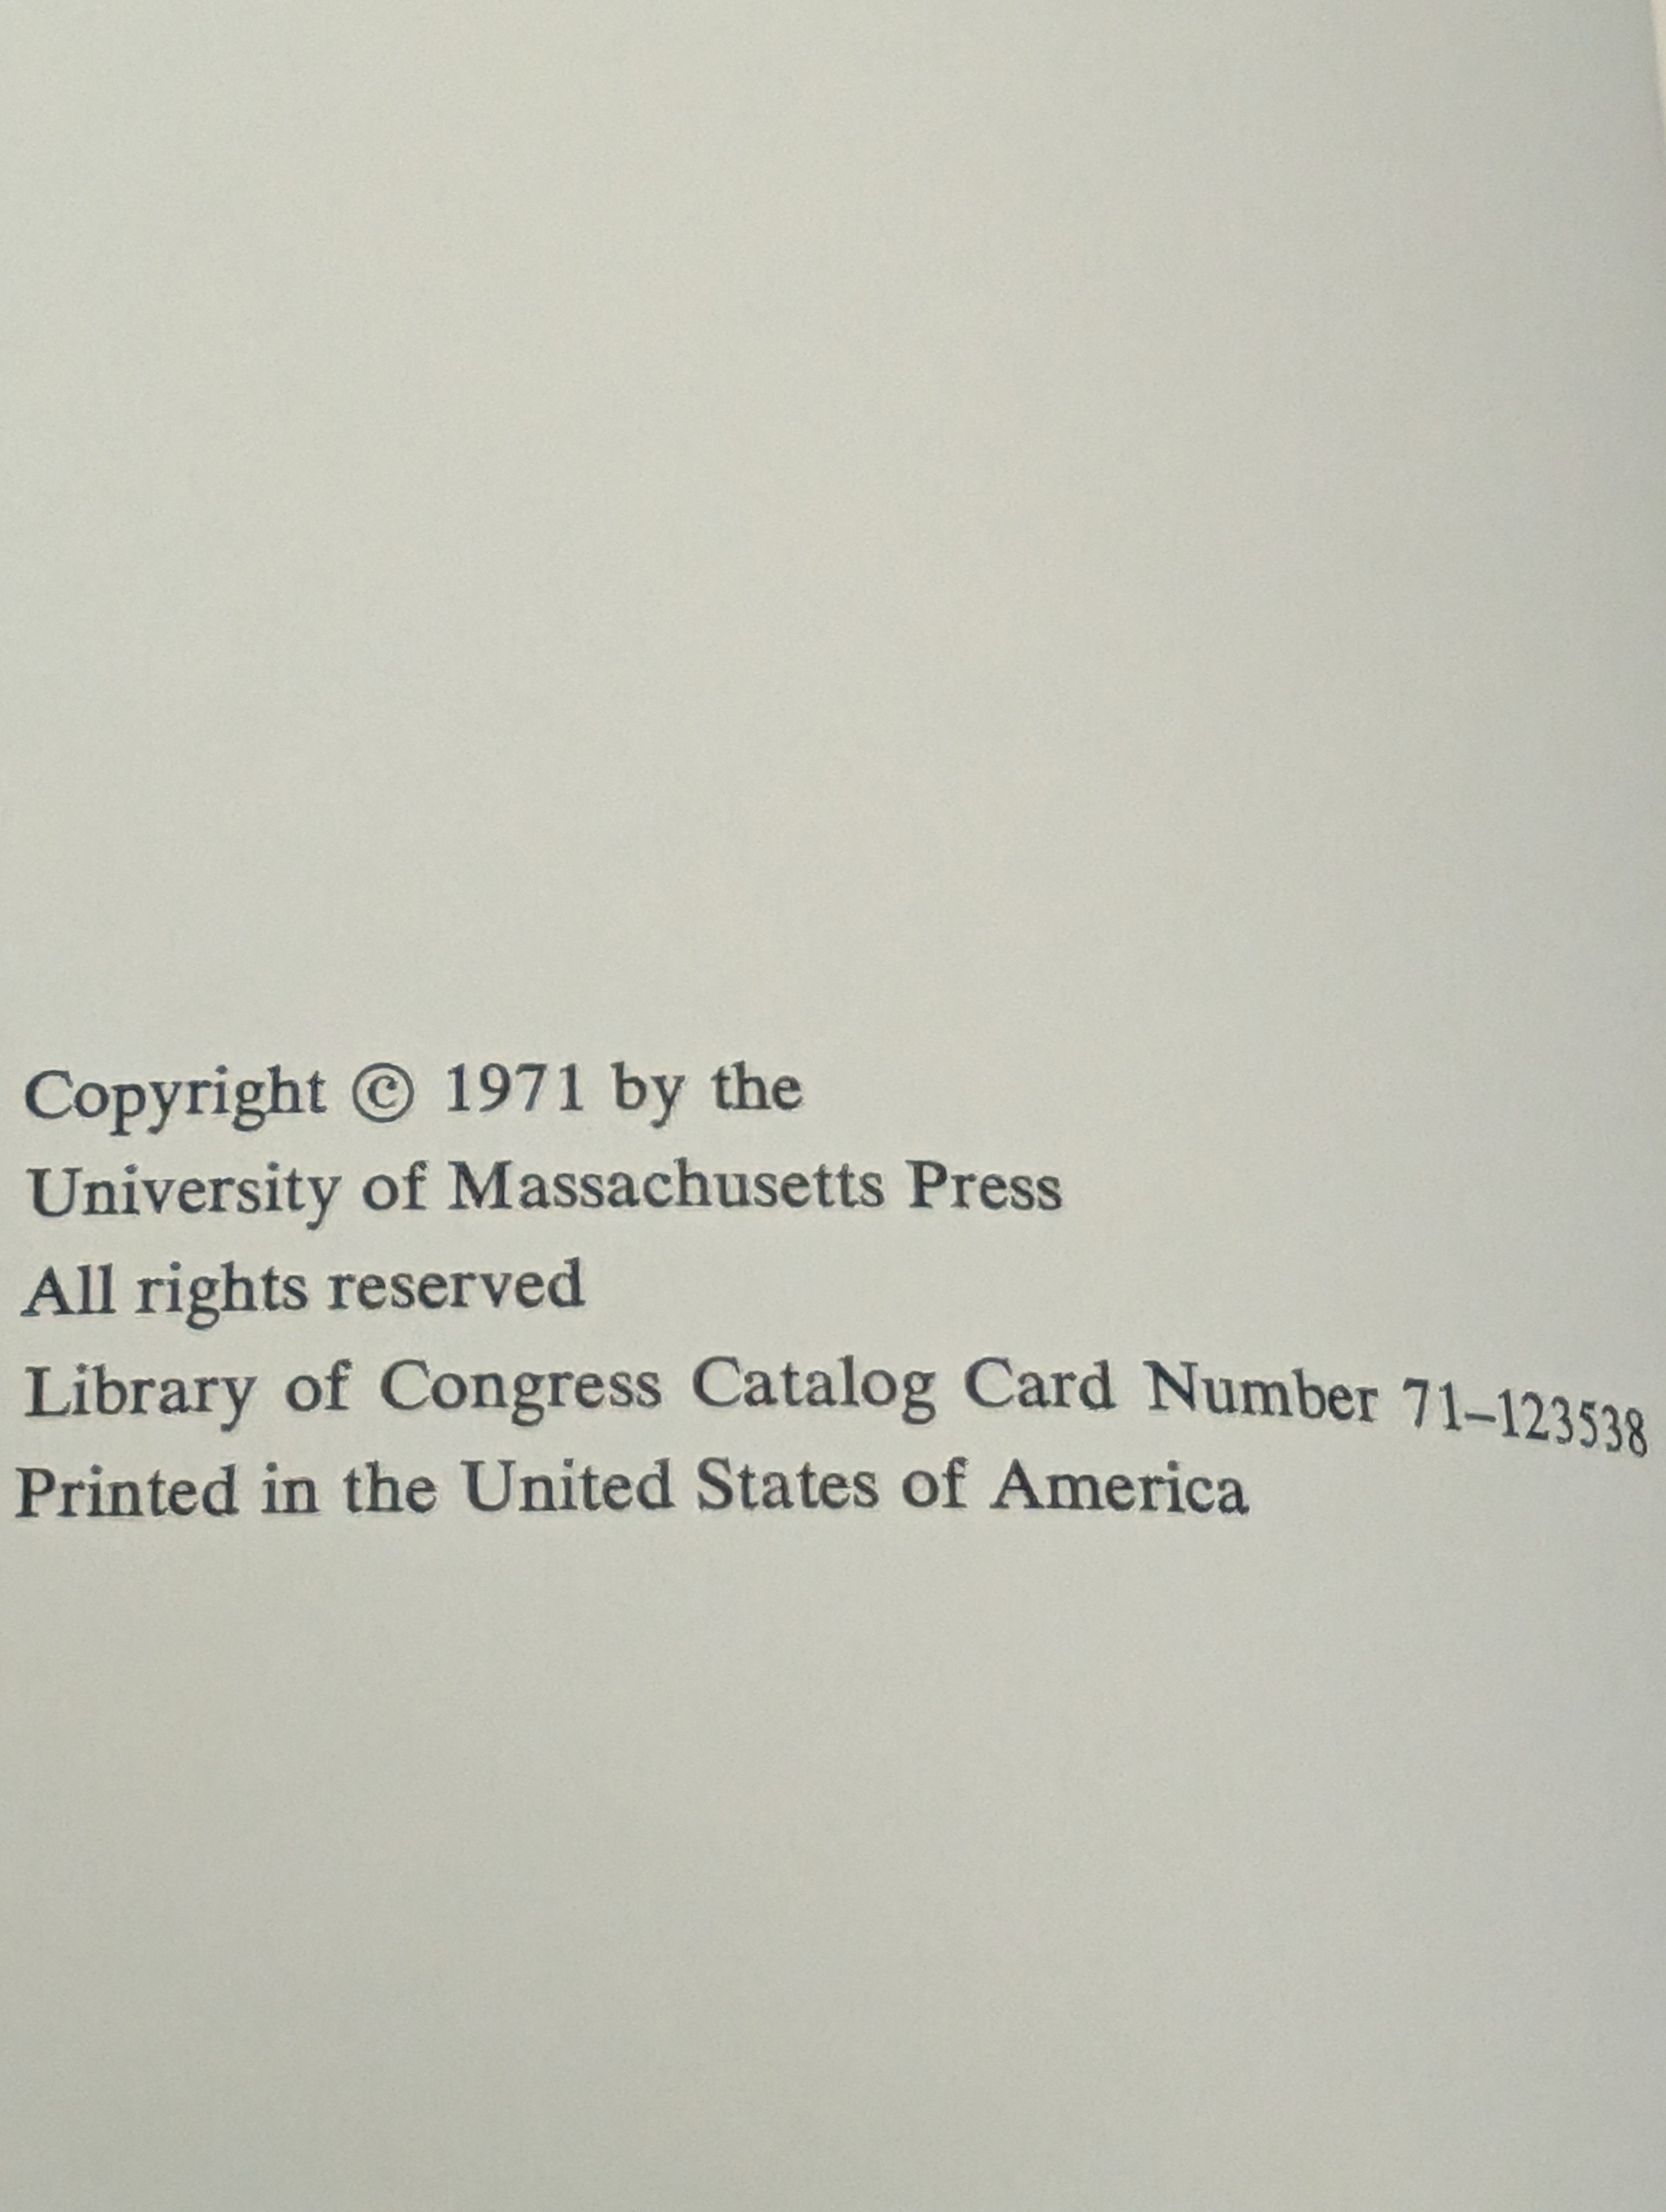 Copyright © 1971 by the
University of Massachusetts Press
All rights reserved
Library of Congress Catalog Card Number 71–123538
Printed in the United States of America